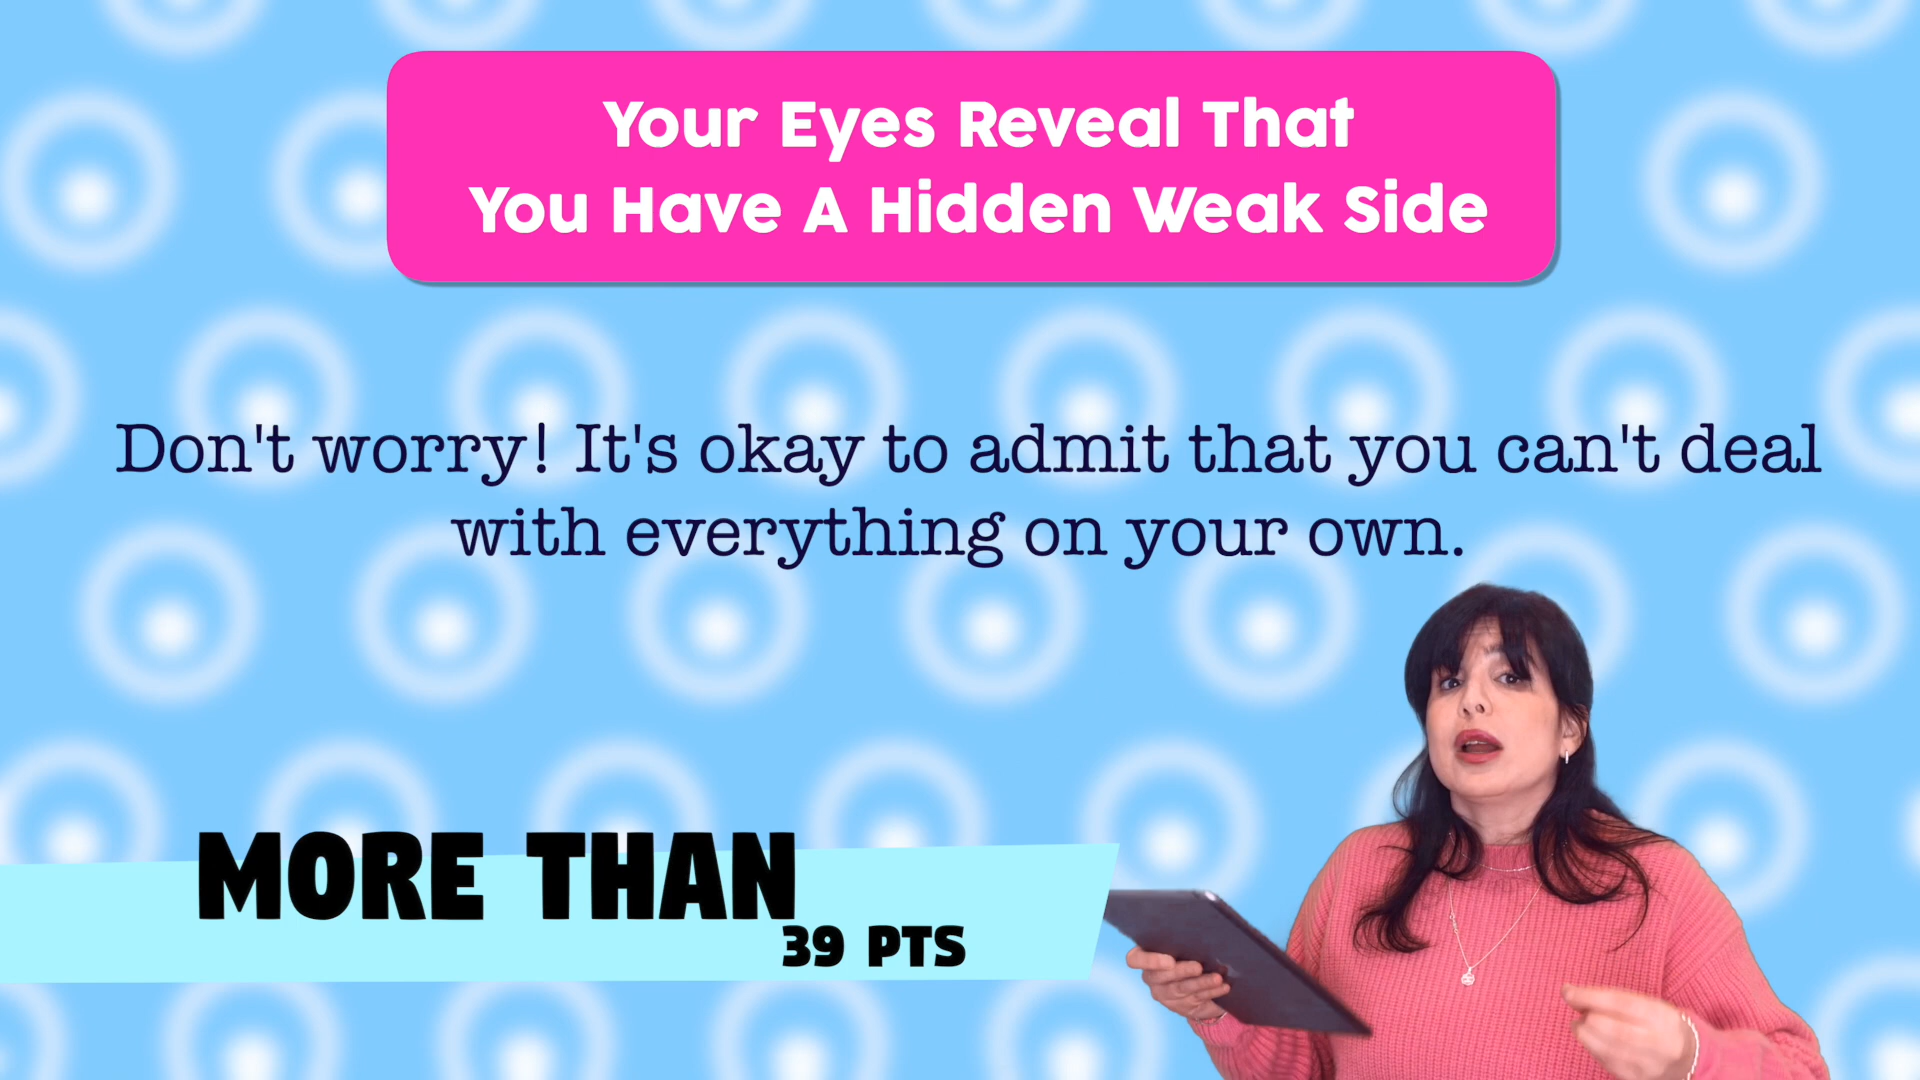 Your Eyes Reveal That
You Have A Hidden Weak Side
Don't worry! It's okay to admit that you can't deal
with everything on your own.
MORE THAN
39 PTS